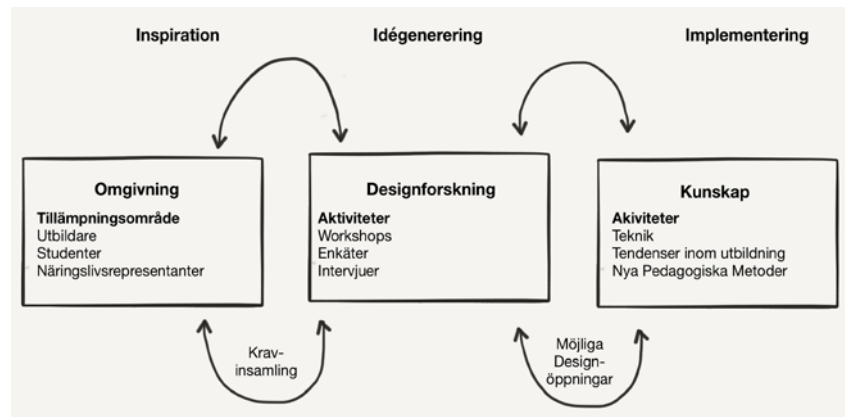 Inspiration
Idégenerering
Implementering
Omgivning
Tillämpningsområde
Utbildare
Studenter
Näringslivsrepresentanter
Designforskning
Aktiviteter
Workshops
Enkäter
Intervjuer
Kunskap
Akiviteter
Teknik
Tendenser inom utbildning
Nya Pedagogiska Metoder
Krav-
insamling
Möjliga
Design-
öppningar